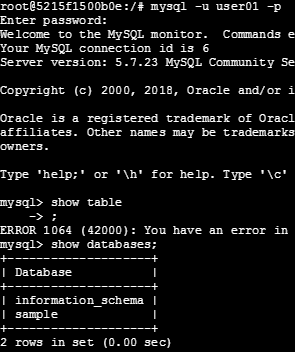 root@5215f1500b0e:/# mysql -u user01 -p
Enter password:
Welcome to the MySQL monitor.  Commands e
Your MySQL connection id is 6
Server version: 5.7.23 MySQL Community Se
Copyright (c) 2000, 2018, Oracle and/or i
Oracle is a registered trademark of Oracl
affiliates. Other names may be trademarks
owners.
Type 'help;' or '\h' for help. Type '\c'
mysql> show table
    -> ;
ERROR 1064 (42000): You have an error in
mysql> show databases;
+--------------------+
| Database           |
+--------------------+
| information_schema |
| sample             |
+--------------------+
2 rows in set (0.00 sec)